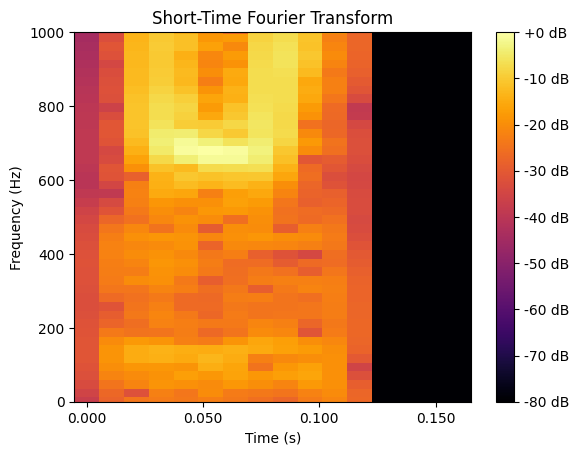 Short-Time Fourier Transform
1000
800
600
400
200
0
Frequency (Hz)
0.000
0.050
0.100
0.150
Time (s)
+0 dB
-10 dB
-20 dB
-30 dB
-40 dB
-50 dB
-60 dB
-70 dB
-80 dB